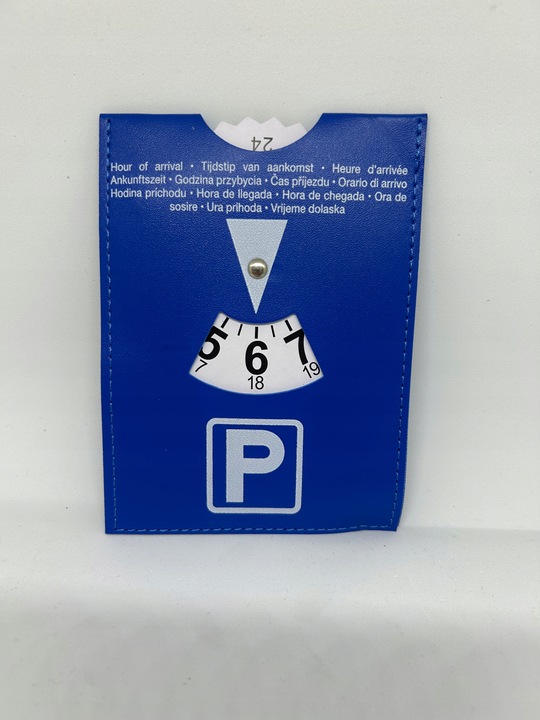 24
Hour of arrival • Tijdstip van aankomst • Heure d'arrivée
Ankunftszeit • Godzina przybycia • Čas příjezdu • Orario di arrivo
Hodina príchodu • Hora de llegada • Hora de chegada • Ora de
sosire • Ura prihoda • Vrijeme dolaska
5 6 7
7 18 19
P